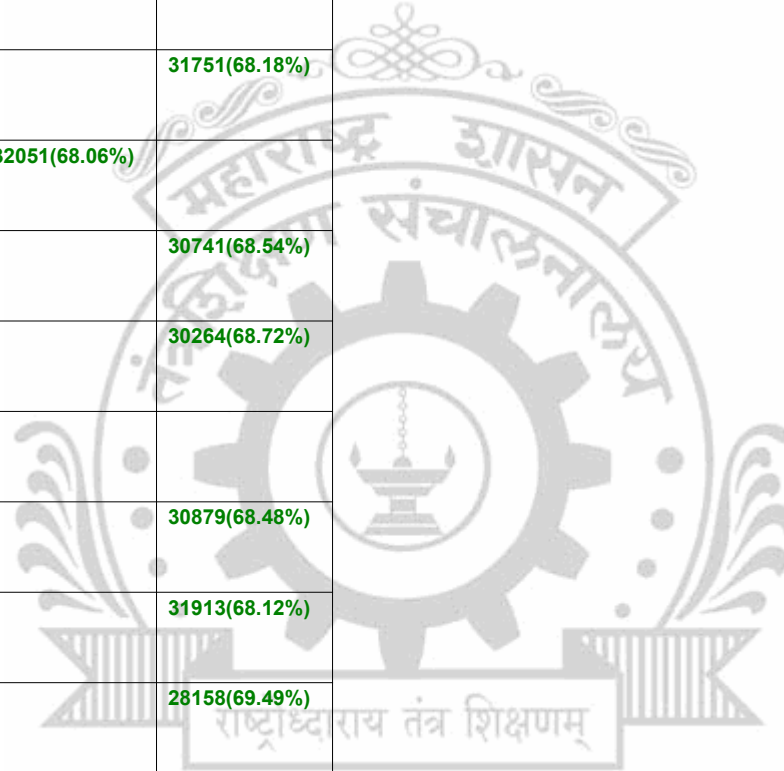 31751(68.18%)
महाराष्ट्र शासन
32051(68.06%)
तंत्रशिक्षण संचालनालय
30741(68.54%)
30264(68.72%)
30879(68.48%)
31913(68.12%)
28158(69.49%)
राष्ट्रोध्दाराय तंत्र शिक्षणम्